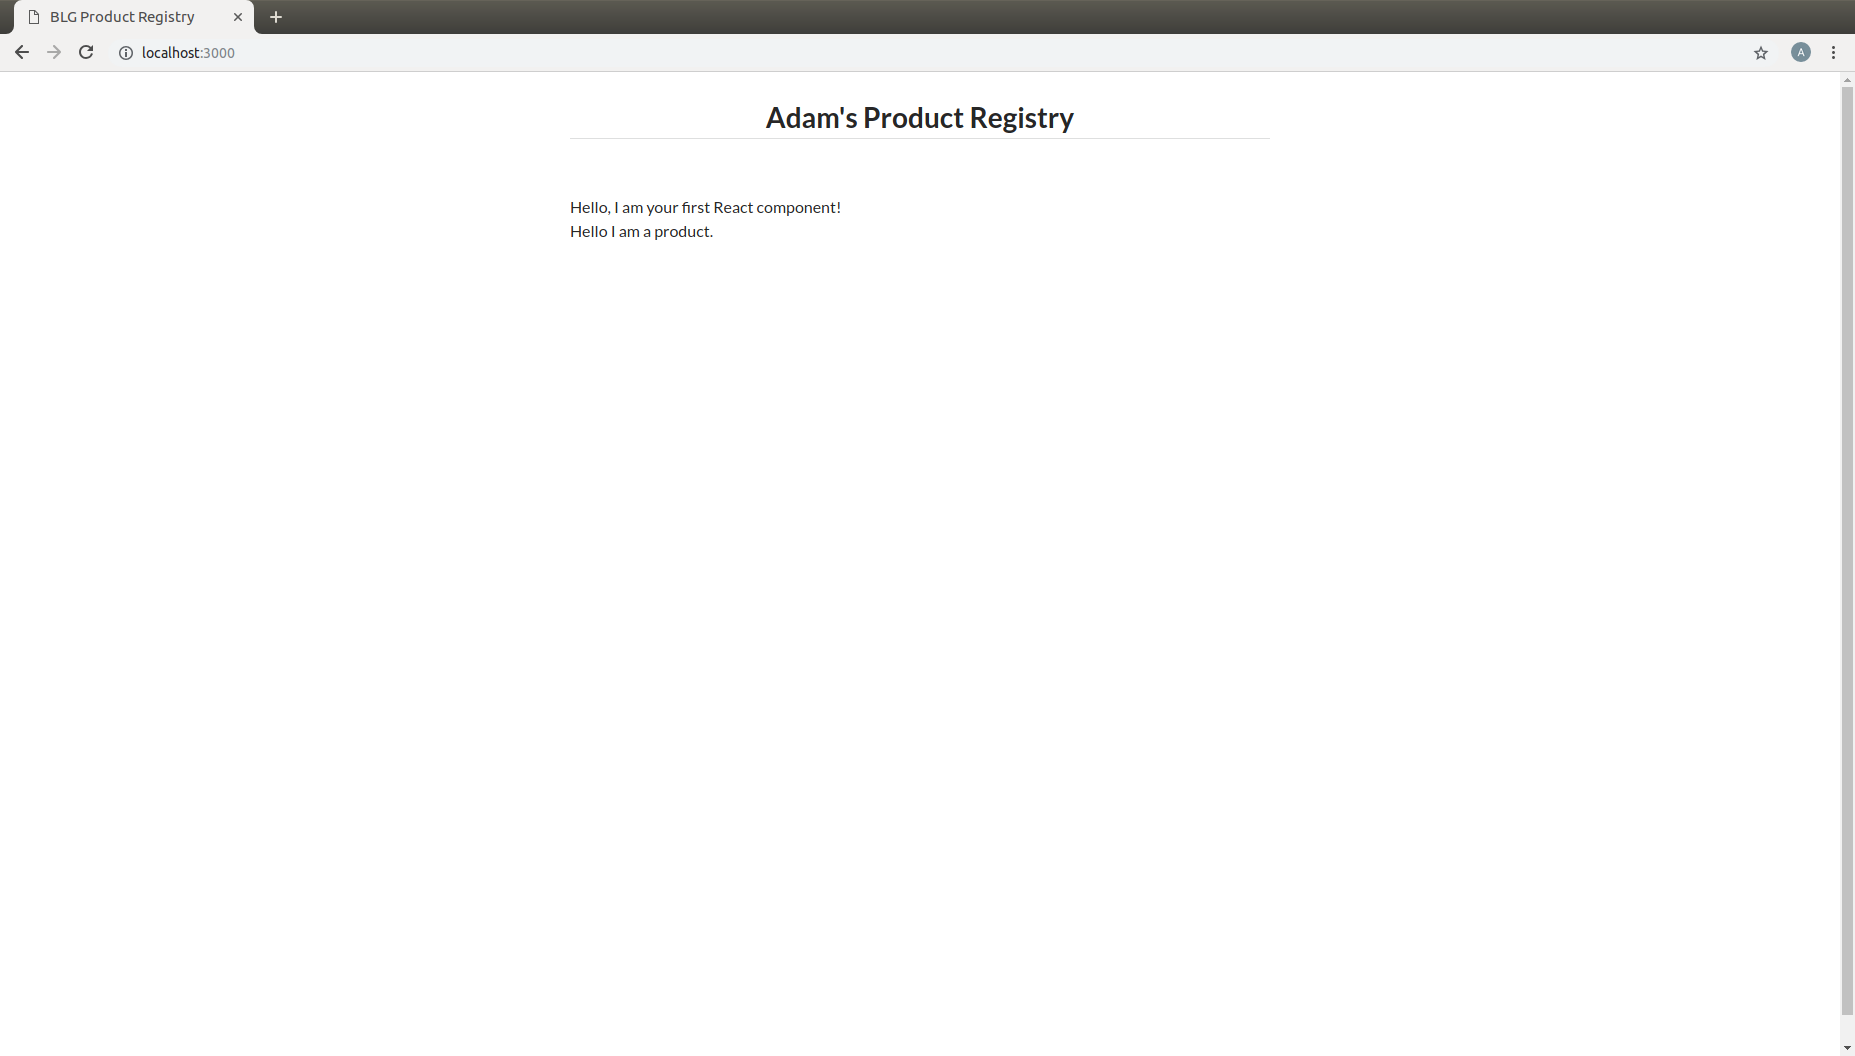 BLG Product Registry
localhost:3000
A
Adam's Product Registry
Hello, I am your first React component!
Hello I am a product.